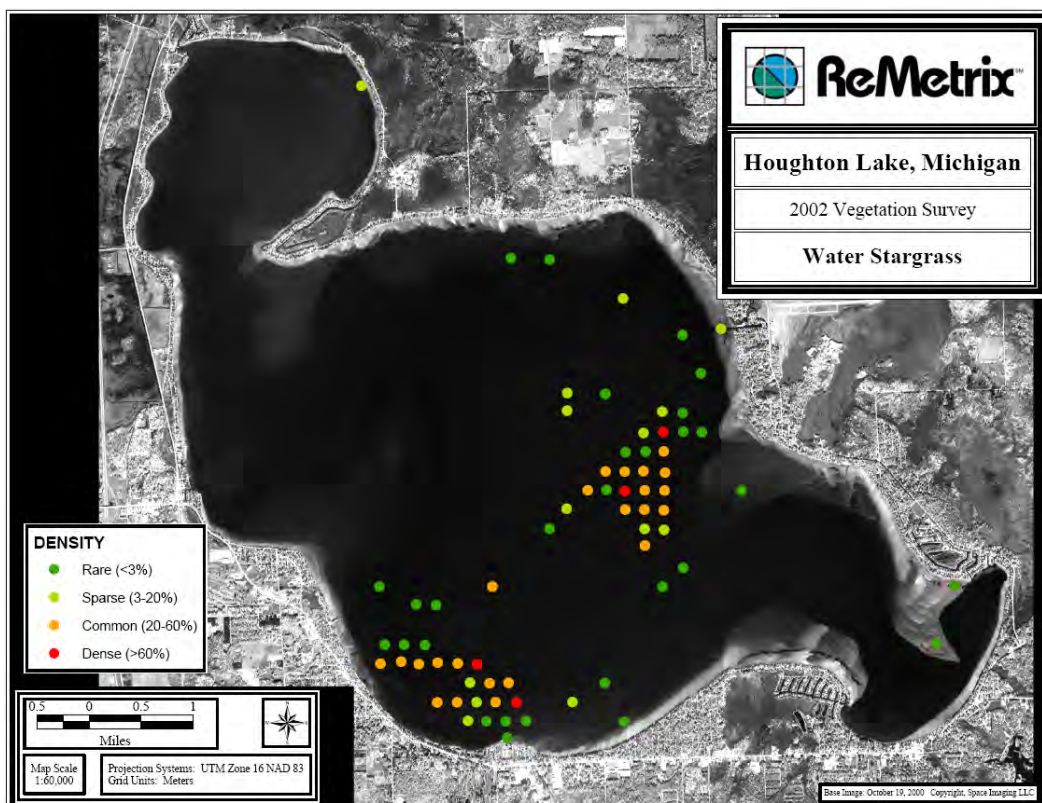 ReMetrix™
Houghton Lake, Michigan
2002 Vegetation Survey
Water Stargrass
DENSITY
Rare (<3%)
Sparse (3-20%)
Common (20-60%)
Dense (>60%)
0.5 0 0.5 1
Miles
Map Scale
1:60,000
Projection Systems: UTM Zone 16 NAD 83
Grid Units: Meters
Base Image: October 19, 2000 Copyright, Space Imaging LLC